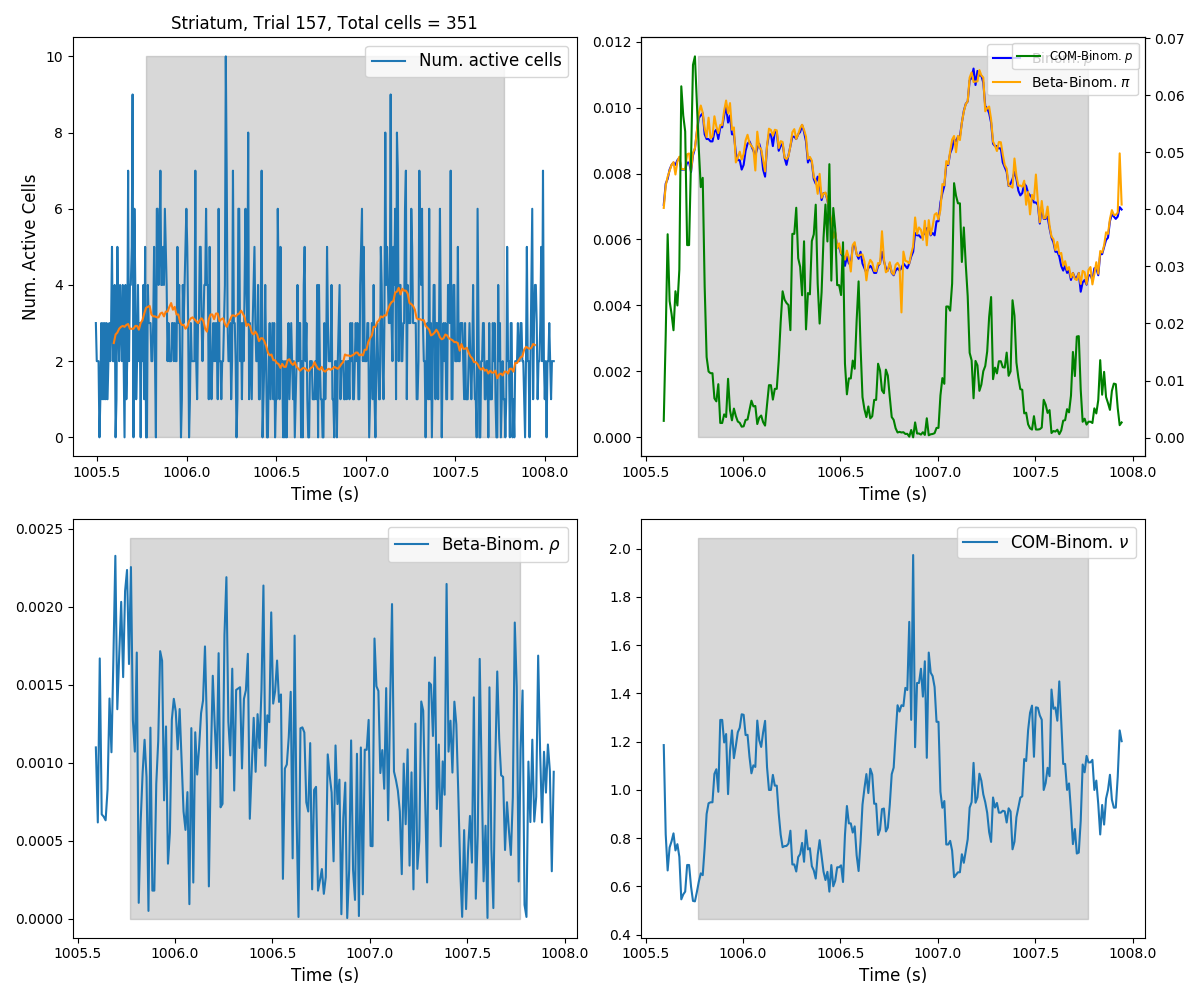 Striatum, Trial 157, Total cells = 351
Num. active cells
Num. Active Cells
10
8
6
4
2
0
1005.5 1006.0 1006.5 1007.0 1007.5 1008.0
Time (s)
COM-Binom. p
Beta-Binom. π
0.012
0.010
0.008
0.006
0.004
0.002
0.000
0.07
0.06
0.05
0.04
0.03
0.02
0.01
0.00
1005.5 1006.0 1006.5 1007.0 1007.5 1008.0
Time (s)
Beta-Binom. ρ
0.0025
0.0020
0.0015
0.0010
0.0005
0.0000
1005.5 1006.0 1006.5 1007.0 1007.5 1008.0
Time (s)
COM-Binom. ν
2.0
1.8
1.6
1.4
1.2
1.0
0.8
0.6
0.4
1005.5 1006.0 1006.5 1007.0 1007.5 1008.0
Time (s)